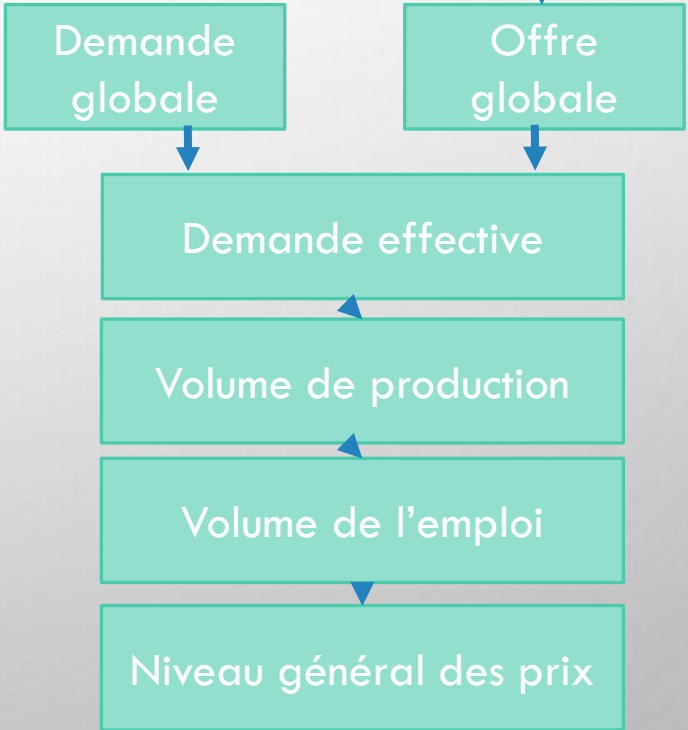 Demande
globale
Offre
globale
Demande effective
Volume de production
Volume de l'emploi
Niveau général des prix